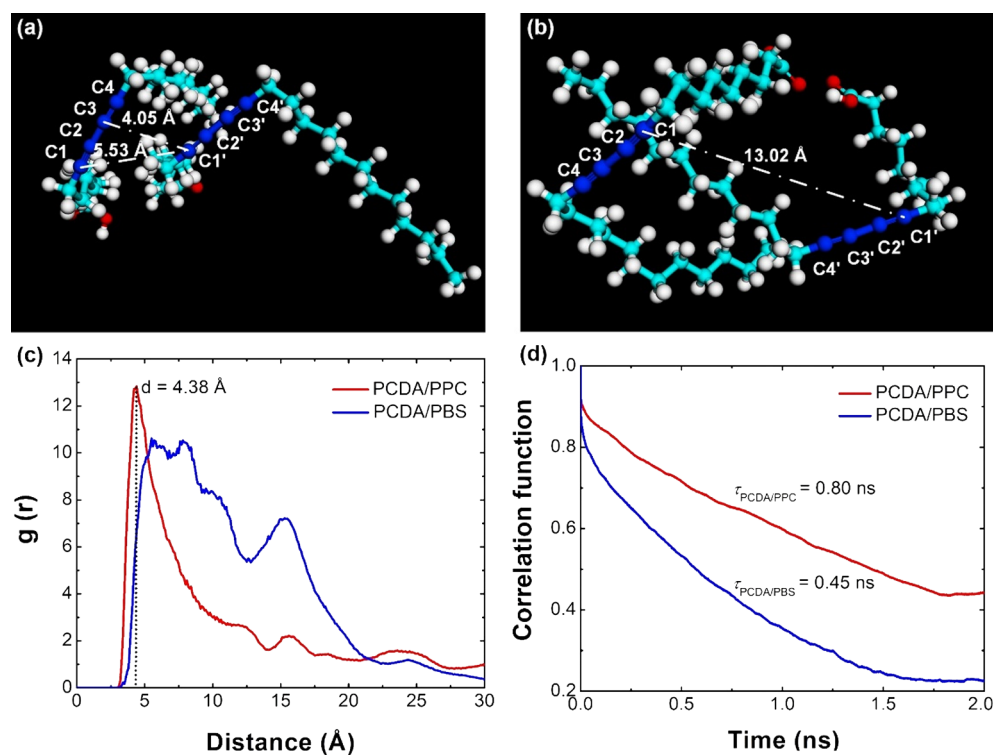 (a)
C4
C3
C2
C1
4.05 Å
5.53 Å
C4'
C3'
C2'
C1'
(b)
C1
C2
C3
C4
13.02 Å
C1'
C2'
C3'
C4'
(c)
14
12
10
8
6
4
2
0
g (r)
d = 4.38 Å
PCDA/PPC
PCDA/PBS
0 5 10 15 20 25 30
Distance (Å)
(d)
1.0
0.8
0.6
0.4
0.2
Correlation function
PCDA/PPC
PCDA/PBS
τPCDA/PPC = 0.80 ns
τPCDA/PBS = 0.45 ns
0.0 0.5 1.0 1.5 2.0
Time (ns)